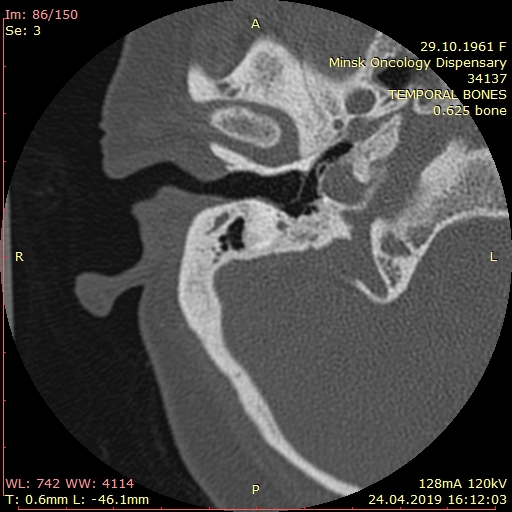 Im: 86/150
Se: 3
A
29.10.1961 F
Minsk Oncology Dispensary
34137
TEMPORAL BONES
0.625 bone
R
L
WL: 742 WW: 4114
T: 0.6mm L: -46.1mm
P
128mA 120kV
24.04.2019 16:12:03